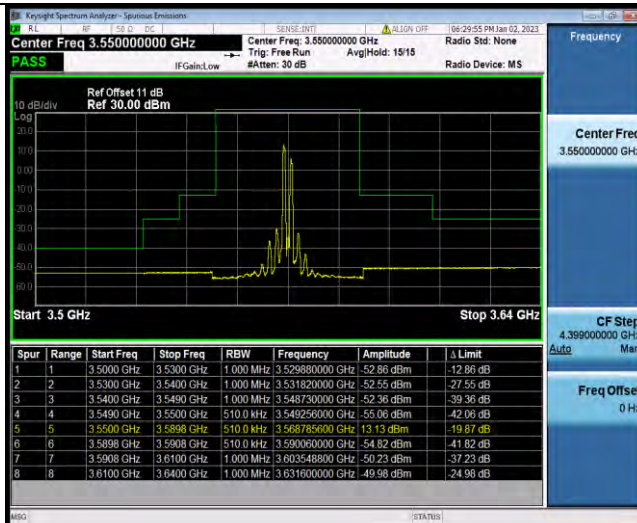 Keysight Spectrum Analyzer - Spurious Emissions
RL RF 50 Ω DC SENSE:INT ALIGN OFF 06:29:55 PM Jan 02, 2023
Center Freq 3.550000000 GHz Center Freq: 3.550000000 GHz Radio Std: None Frequency
Trig: Free Run Avg|Hold: 15/15
PASS IFGain:Low #Atten: 30 dB Radio Device: MS
Ref Offset 11 dB
10 dB/div Ref 30.00 dBm
Log
20.0
10.0
0.00
-10.0
-20.0
-30.0
-40.0
-50.0
-60.0
Center Freq
3.550000000 GHz
Start 3.5 GHz Stop 3.64 GHz
CF Step
4.399000000 GHz
Auto Man
Freq Offset
0 Hz
Spur Range Start Freq Stop Freq RBW Frequency Amplitude Δ Limit
1 1 3.5000 GHz 3.5300 GHz 1.000 MHz 3.529880000 GHz -52.86 dBm -12.86 dB
2 2 3.5300 GHz 3.5400 GHz 1.000 MHz 3.531820000 GHz -52.55 dBm -27.55 dB
3 3 3.5400 GHz 3.5490 GHz 1.000 MHz 3.548730000 GHz -52.36 dBm -39.36 dB
4 4 3.5490 GHz 3.5500 GHz 510.0 kHz 3.549256000 GHz -55.06 dBm -42.06 dB
5 5 3.5500 GHz 3.5898 GHz 510.0 kHz 3.568785600 GHz 13.13 dBm -19.87 dB
6 6 3.5898 GHz 3.5908 GHz 510.0 kHz 3.590060000 GHz -54.82 dBm -41.82 dB
7 7 3.5908 GHz 3.6100 GHz 1.000 MHz 3.603548800 GHz -50.23 dBm -37.23 dB
8 8 3.6100 GHz 3.6400 GHz 1.000 MHz 3.631600000 GHz -49.98 dBm -24.98 dB
MSG STATUS